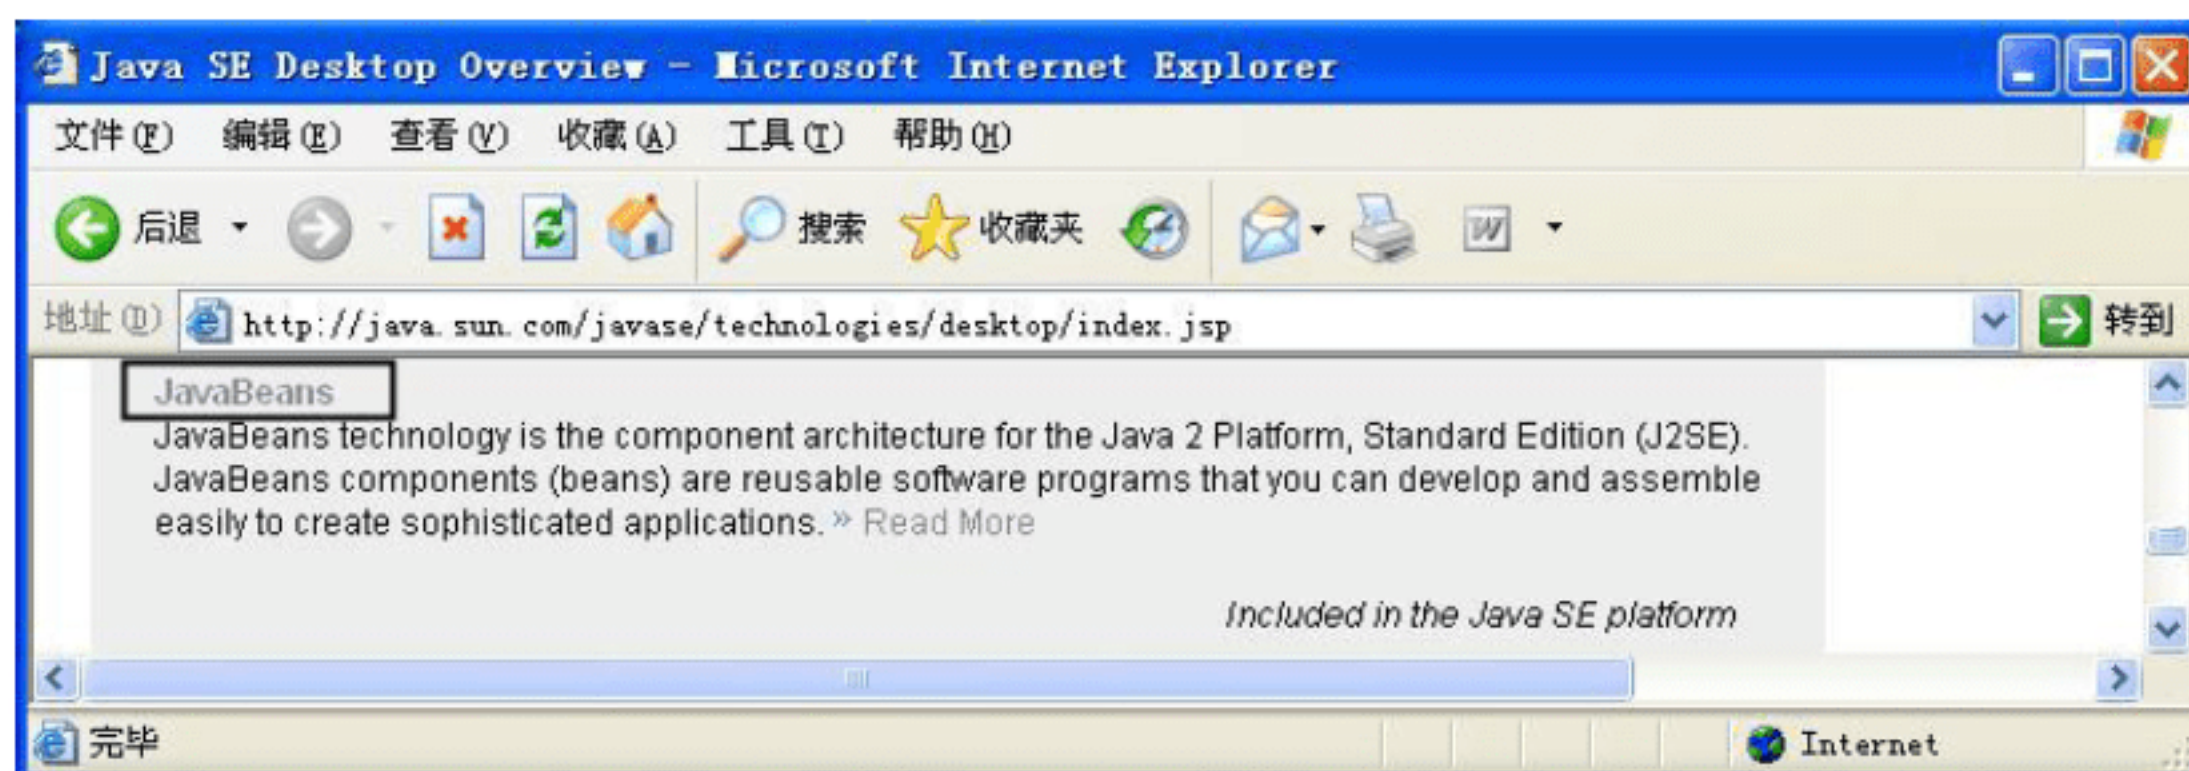 Java SE Desktop Overview - Microsoft Internet Explorer
文件(F) 编辑(E) 查看(V) 收藏(A) 工具(T) 帮助(H)
后退 搜索 收藏夹 W
地址(D) http://java.sun.com/javase/technologies/desktop/index.jsp 转到
JavaBeans
JavaBeans technology is the component architecture for the Java 2 Platform, Standard Edition (J2SE).
JavaBeans components (beans) are reusable software programs that you can develop and assemble
easily to create sophisticated applications. » Read More
Included in the Java SE platform
完毕 Internet